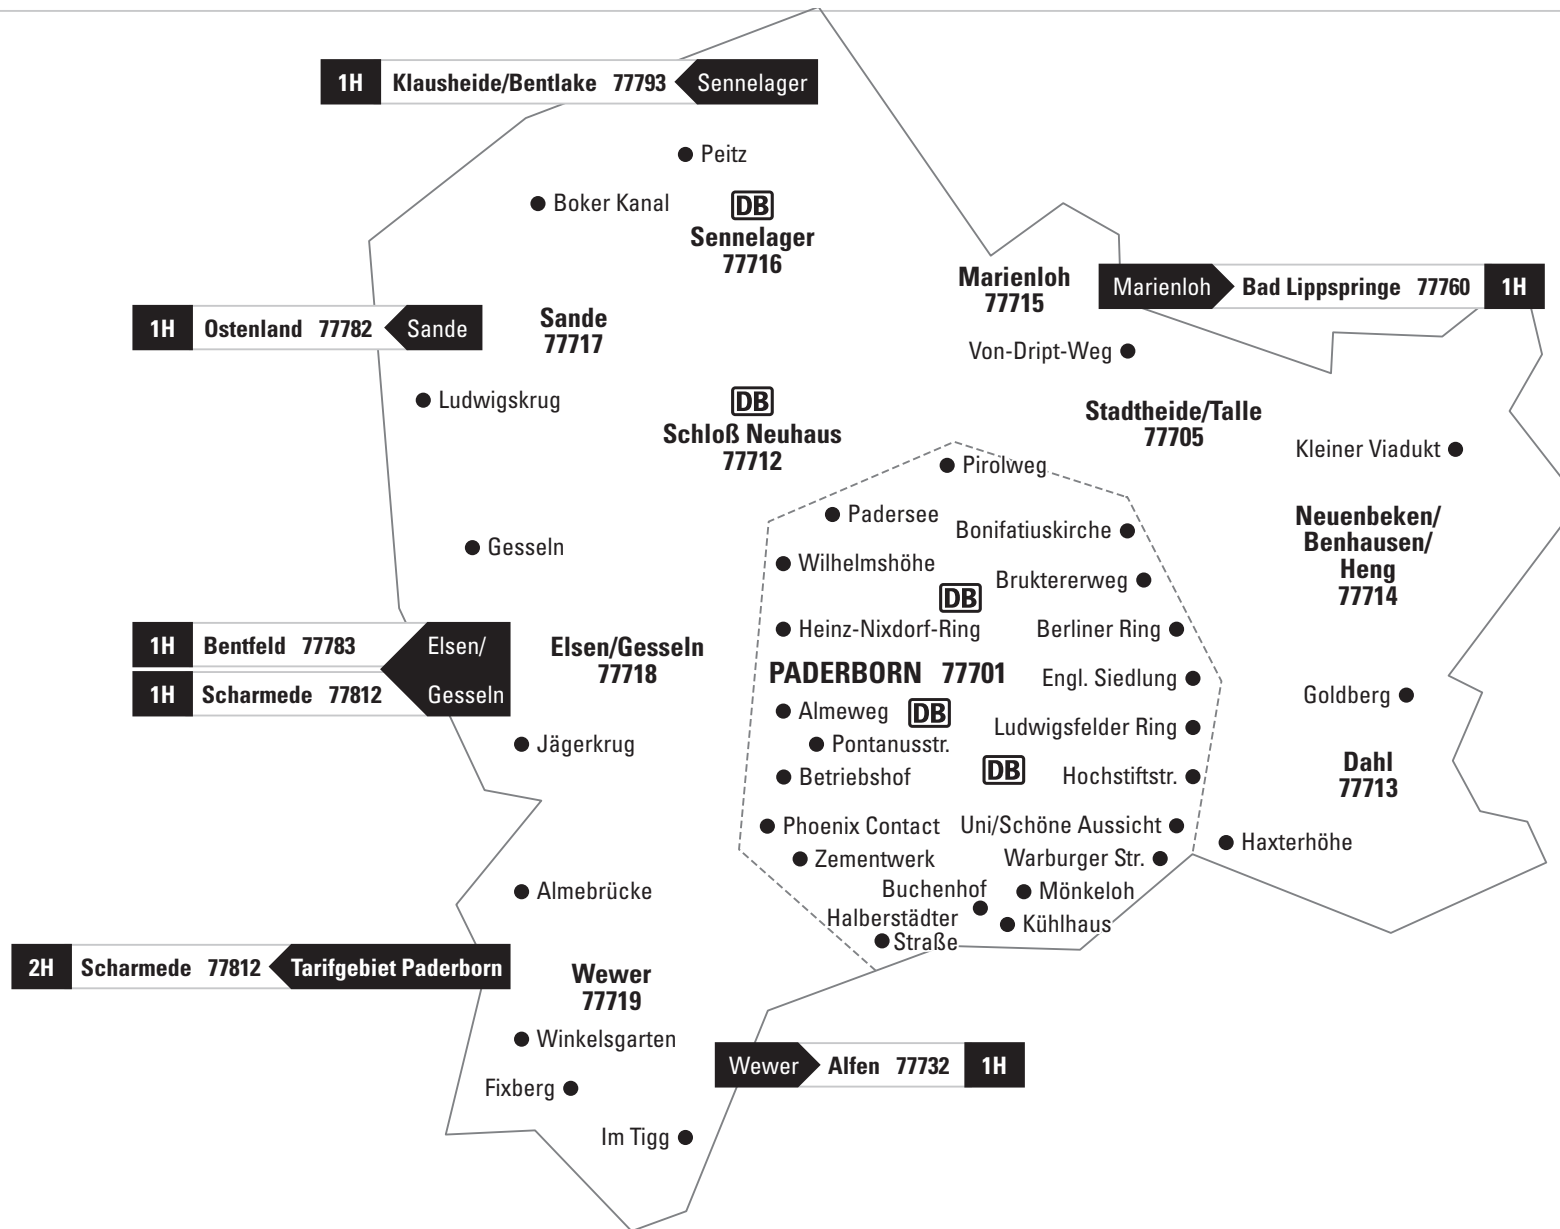 1H Klausheide/Bentlake 77793 Sennelager
Peitz
Boker Kanal
DB
Sennelager
77716
Marienloh
77715
Marienloh Bad Lippspringe 77760 1H
1H Ostenland 77782 Sande
Sande
77717
Von-Dript-Weg
Ludwigskrug
DB
Schloß Neuhaus
77712
Stadtheide/Talle
77705
Kleiner Viadukt
Pirolweg
Padersee
Bonifatiuskirche
Neuenbeken/
Benhausen/
Heng
77714
Gesseln
Wilhelmshöhe
Bruktererweg
DB
1H Bentfeld 77783 Elsen/
1H Scharmede 77812 Gesseln
Elsen/Gesseln
77718
Heinz-Nixdorf-Ring
Berliner Ring
PADERBORN 77701
Engl. Siedlung
Goldberg
Almeweg
DB
Ludwigsfelder Ring
Jägerkrug
Pontanusstr.
Betriebshof
DB
Hochstiftstr.
Dahl
77713
Phoenix Contact
Uni/Schöne Aussicht
Haxterhöhe
Zementwerk
Warburger Str.
Almebrücke
Buchenhof
Mönkeloh
Halberstädter
Straße
Kühlhaus
2H Scharmede 77812 Tarifgebiet Paderborn
Wewer
77719
Winkelsgarten
Wewer Alfen 77732 1H
Fixberg
Im Tigg